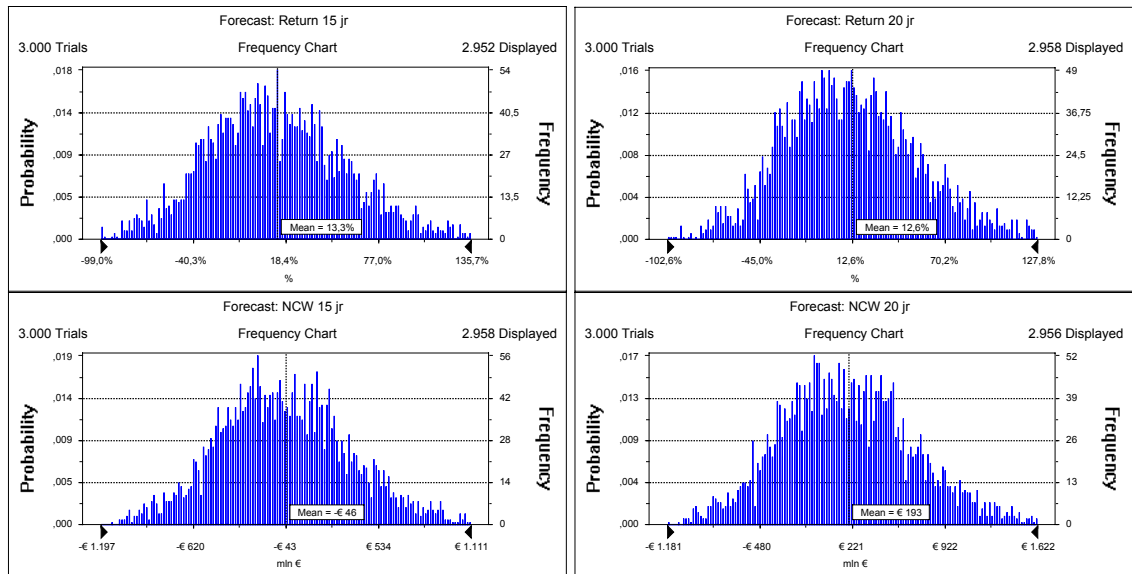 Forecast: Return 15 jr
3.000 Trials Frequency Chart 2.952 Displayed
Probability
,018
,014
,009
,005
,000
Frequency
54
40,5
27
13,5
0
Mean = 13,3%
-99,0% -40,3% 18,4% 77,0% 135,7%
%
Forecast: Return 20 jr
3.000 Trials Frequency Chart 2.958 Displayed
Probability
,016
,012
,008
,004
,000
Frequency
49
36,75
24,5
12,25
0
Mean = 12,6%
-102,6% -45,0% 12,6% 70,2% 127,8%
%
Forecast: NCW 15 jr
3.000 Trials Frequency Chart 2.958 Displayed
Probability
,019
,014
,009
,005
,000
Frequency
56
42
28
14
0
Mean = -€ 46
-€ 1.197 -€ 620 -€ 43 € 534 € 1.111
mln €
Forecast: NCW 20 jr
3.000 Trials Frequency Chart 2.956 Displayed
Probability
,017
,013
,009
,004
,000
Frequency
52
39
26
13
0
Mean = € 193
-€ 1.181 -€ 480 € 221 € 922 € 1.622
mln €